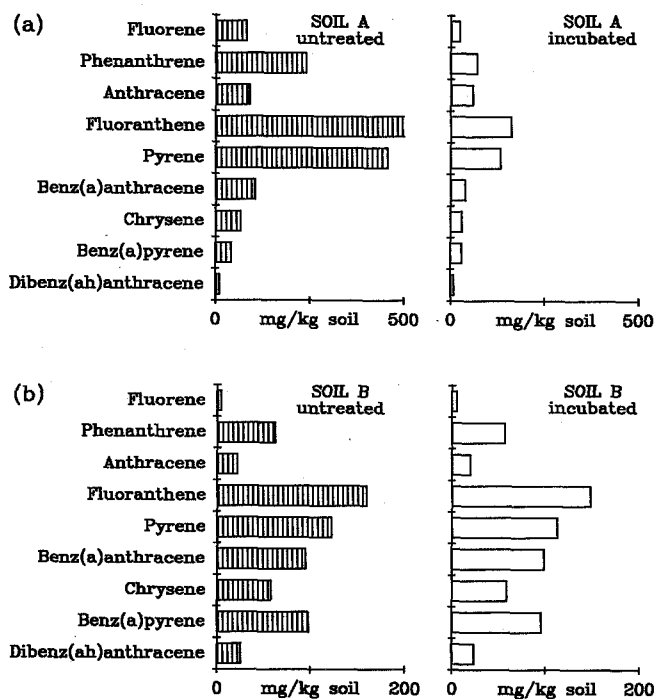 (a)
SOIL A
untreated
SOIL A
incubated
Fluorene
Phenanthrene
Anthracene
Fluoranthene
Pyrene
Benz(a)anthracene
Chrysene
Benz(a)pyrene
Dibenz(ah)anthracene
0 mg/kg soil 500
0 mg/kg soil 500
(b)
SOIL B
untreated
SOIL B
incubated
Fluorene
Phenanthrene
Anthracene
Fluoranthene
Pyrene
Benz(a)anthracene
Chrysene
Benz(a)pyrene
Dibenz(ah)anthracene
0 mg/kg soil 200
0 mg/kg soil 200